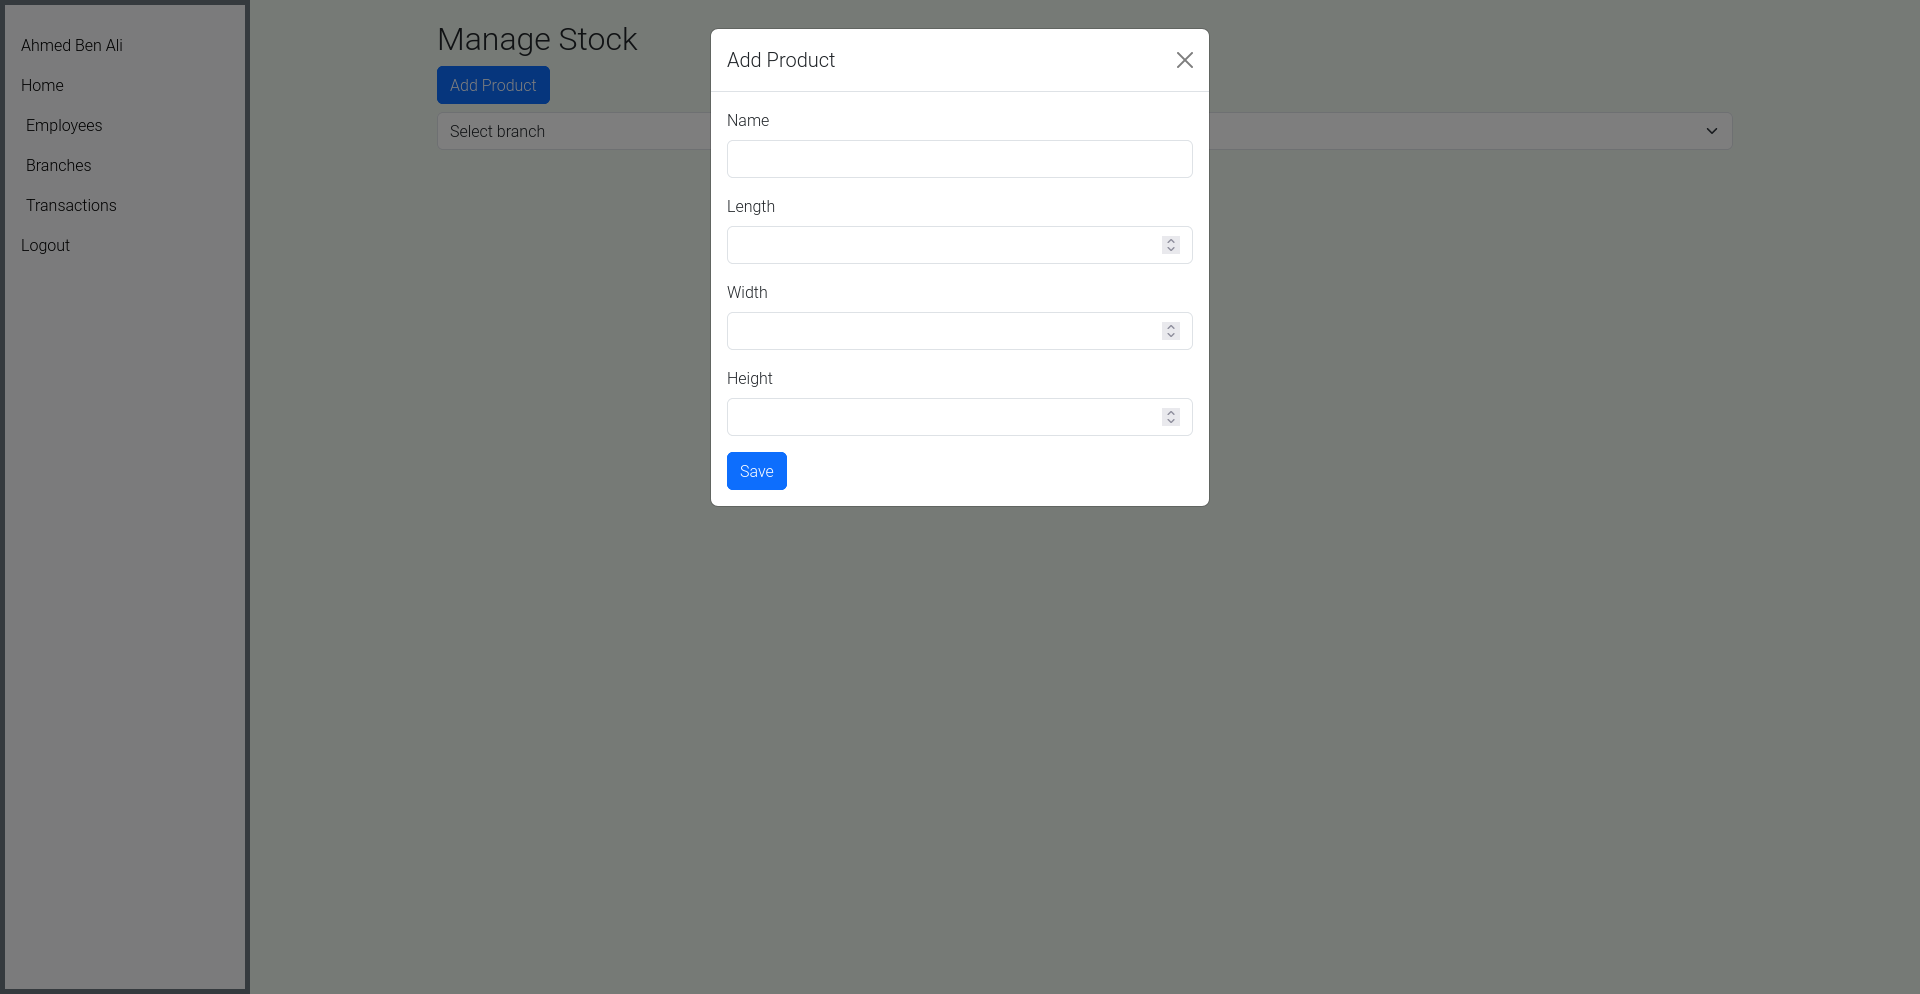 Ahmed Ben Ali
Home
Employees
Branches
Transactions
Logout
Manage Stock
Add Product
Select branch
Add Product
Name
Length
Width
Height
Save